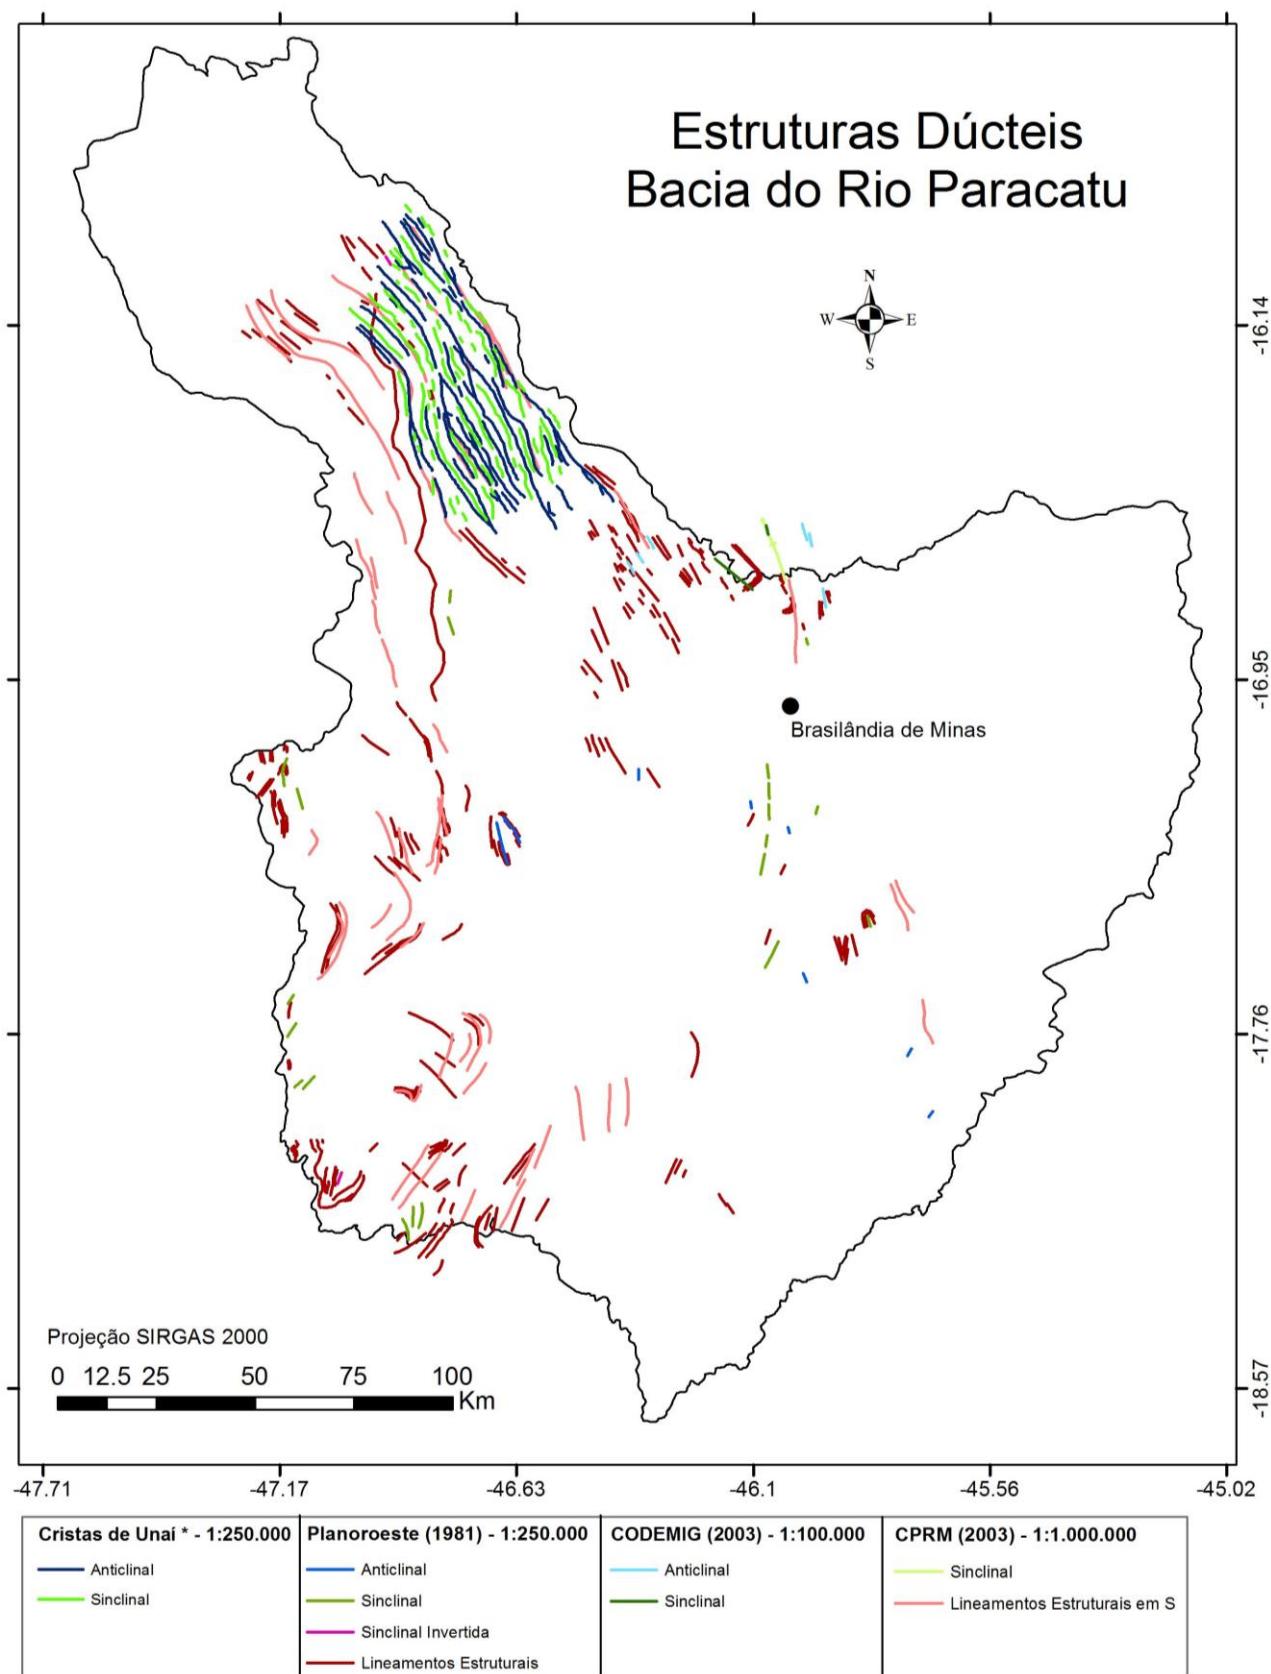 Estruturas Dúcteis
Bacia do Rio Paracatu
N
W E
S
-16.14
-16.95
Brasilândia de Minas
-17.76
Projeção SIRGAS 2000
0 12.5 25 50 75 100
Km
-18.57
-47.71 -47.17 -46.63 -46.1 -45.56 -45.02
Cristas de Unaí * - 1:250.000
Anticlinal
Sinclinal
Planoroeste (1981) - 1:250.000
Anticlinal
Sinclinal
Sinclinal Invertida
Lineamentos Estruturais
CODEMIG (2003) - 1:100.000
Anticlinal
Sinclinal
CPRM (2003) - 1:1.000.000
Sinclinal
Lineamentos Estruturais em S